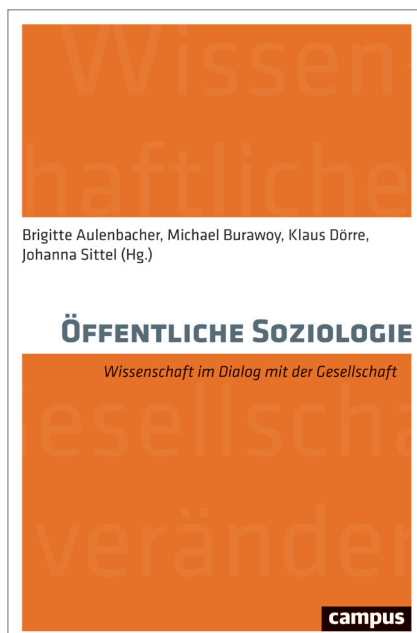 Wissen-
haftliche
Brigitte Aulenbacher, Michael Burawoy, Klaus Dörre,
Johanna Sittel (Hg.)
ÖFFENTLICHE SOZIOLOGIE
Wissenschaft im Dialog mit der Gesellschaft
esellscha
veränder
campus